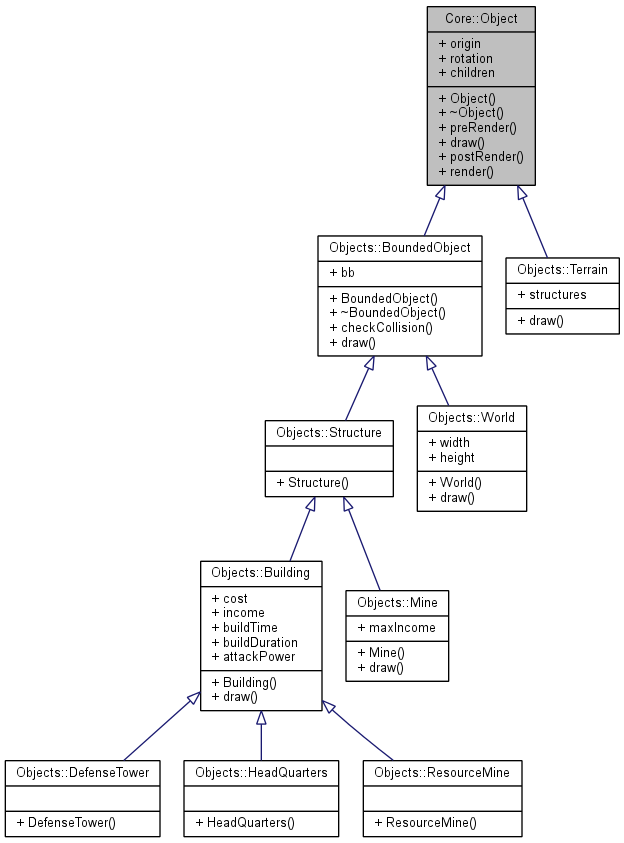 Core::Object
+ origin
+ rotation
+ children
+ Object()
+ ~Object()
+ preRender()
+ draw()
+ postRender()
+ render()
Objects::BoundedObject
+ bb
+ BoundedObject()
+ ~BoundedObject()
+ checkCollision()
+ draw()
Objects::Terrain
+ structures
+ draw()
Objects::Structure
+ Structure()
Objects::World
+ width
+ height
+ World()
+ draw()
Objects::Building
+ cost
+ income
+ buildTime
+ buildDuration
+ attackPower
+ Building()
+ draw()
Objects::Mine
+ maxIncome
+ Mine()
+ draw()
Objects::DefenseTower
+ DefenseTower()
Objects::HeadQuarters
+ HeadQuarters()
Objects::ResourceMine
+ ResourceMine()